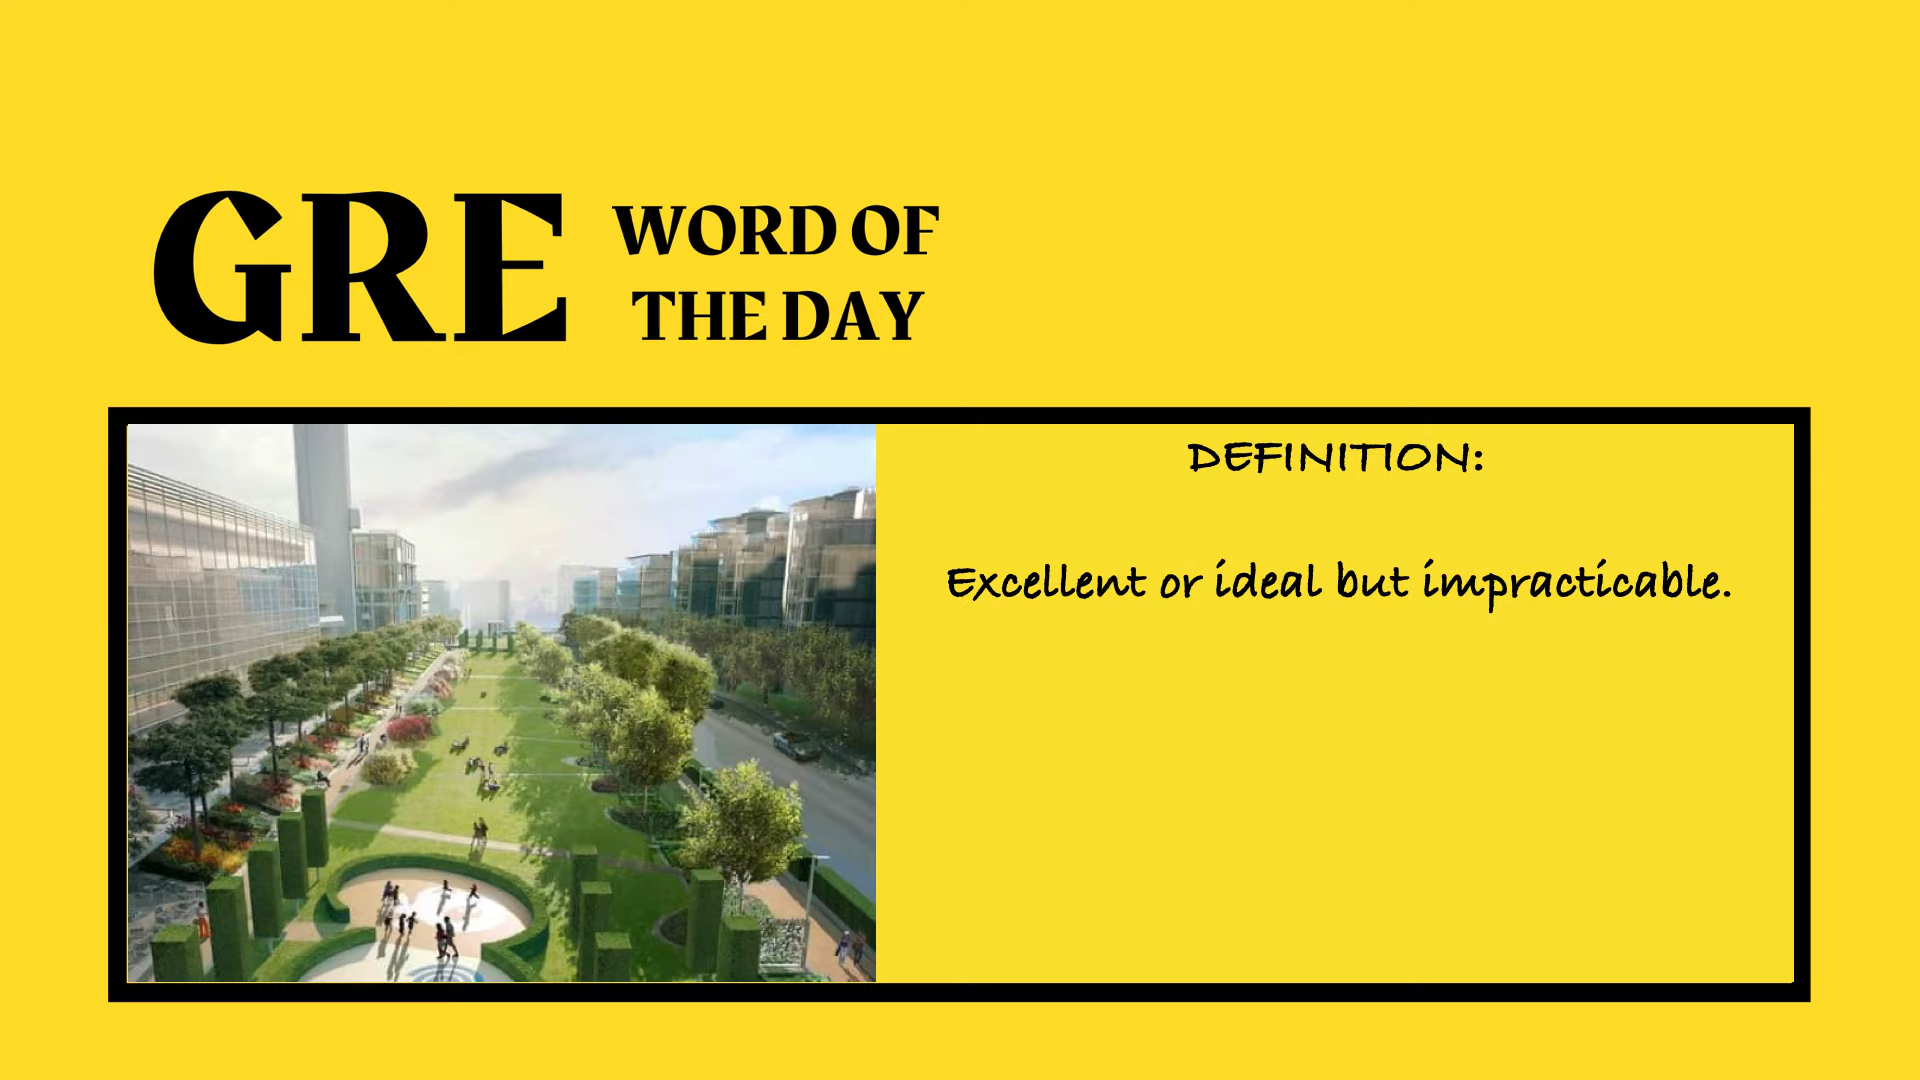 GRE
WORD OF
THE DAY
DEFINITION:
Excellent or ideal but impracticable.